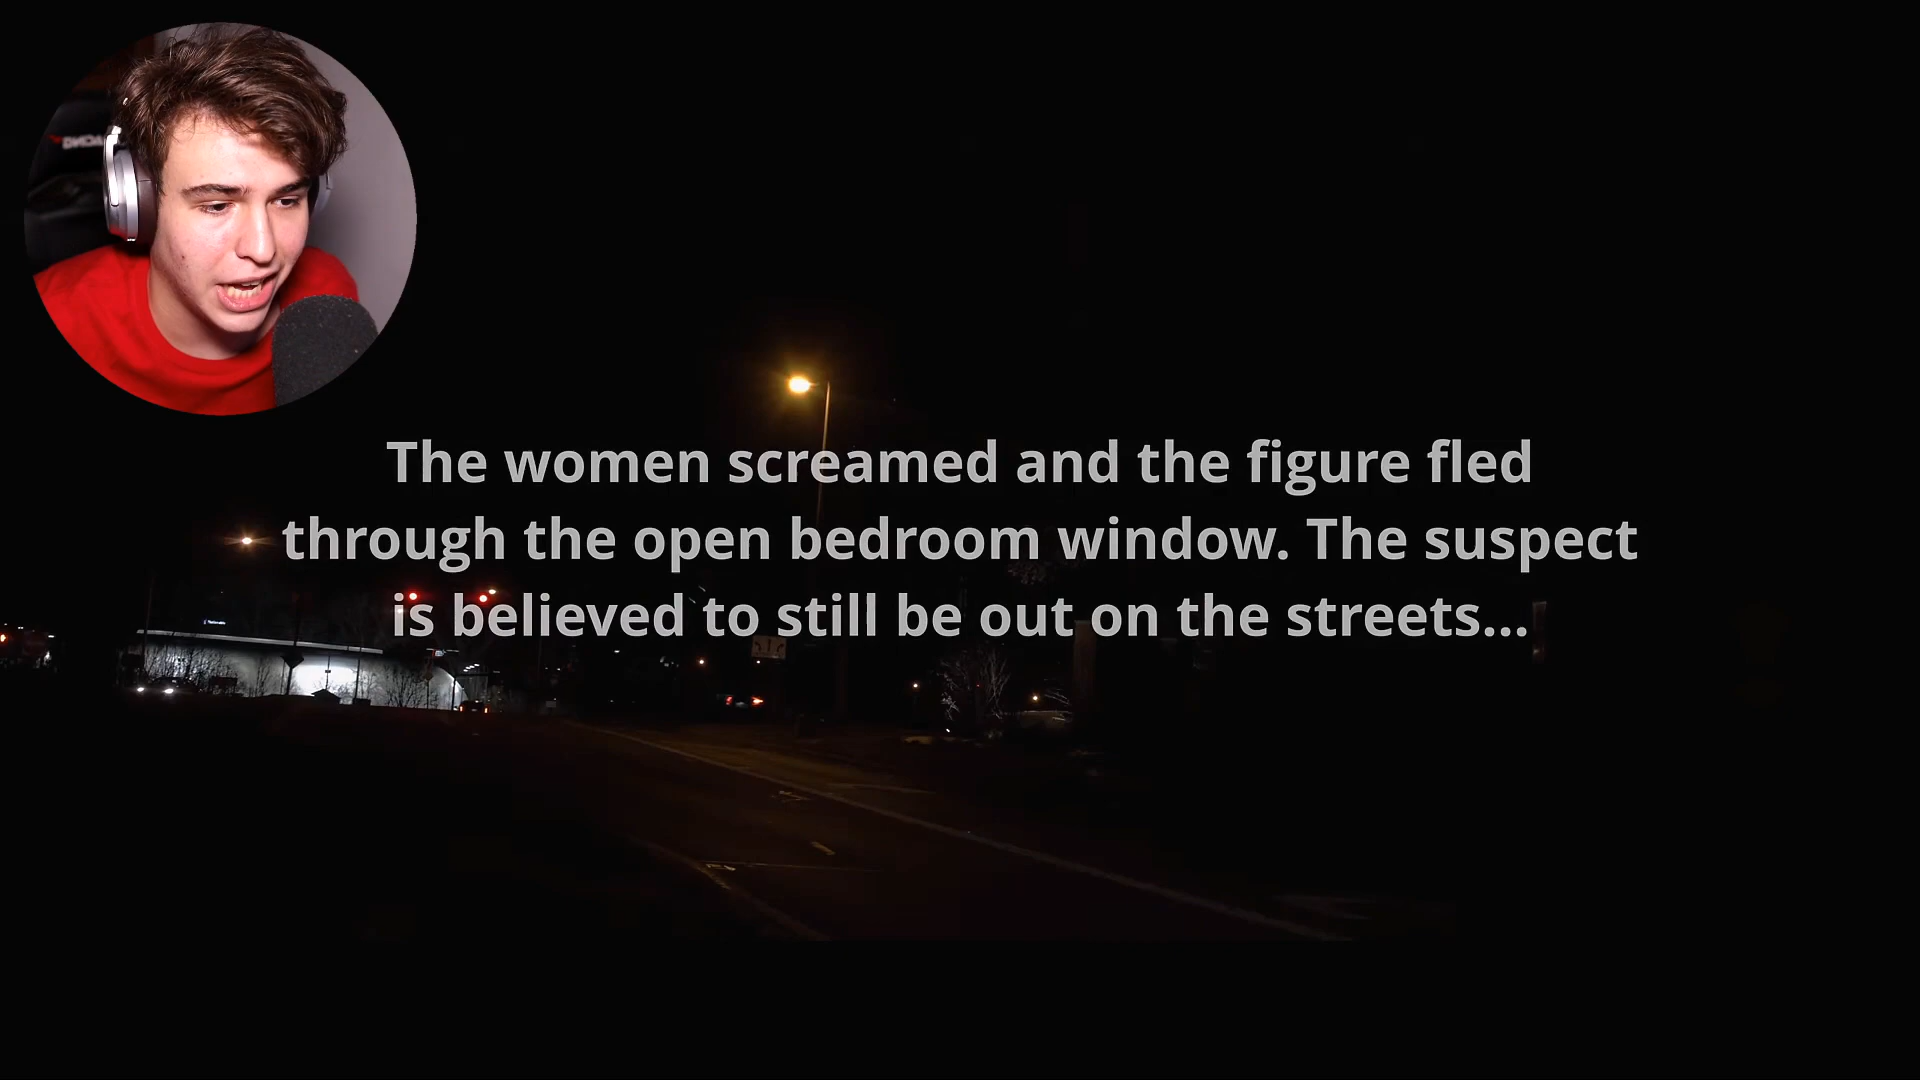 The women screamed and the figure fled
through the open bedroom window. The suspect
is believed to still be out on the streets...